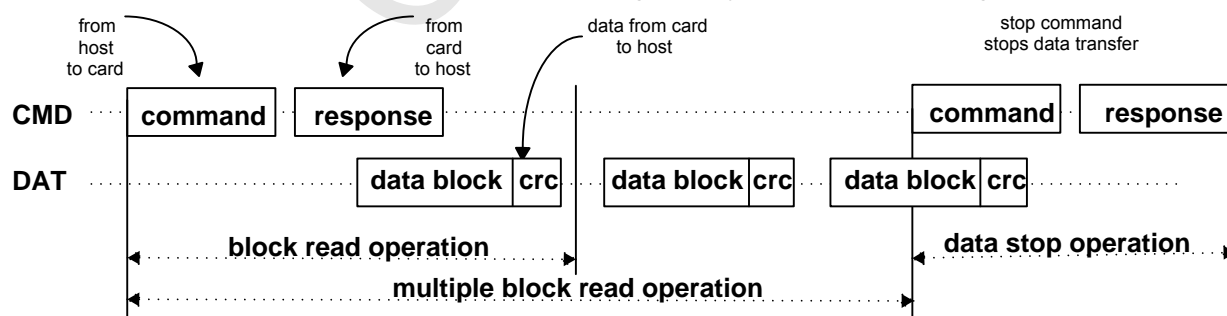 from
host
to card
from
card
to host
data from card
to host
stop command
stops data transfer
CMD command response command response
DAT data block crc data block crc data block crc
block read operation data stop operation
multiple block read operation